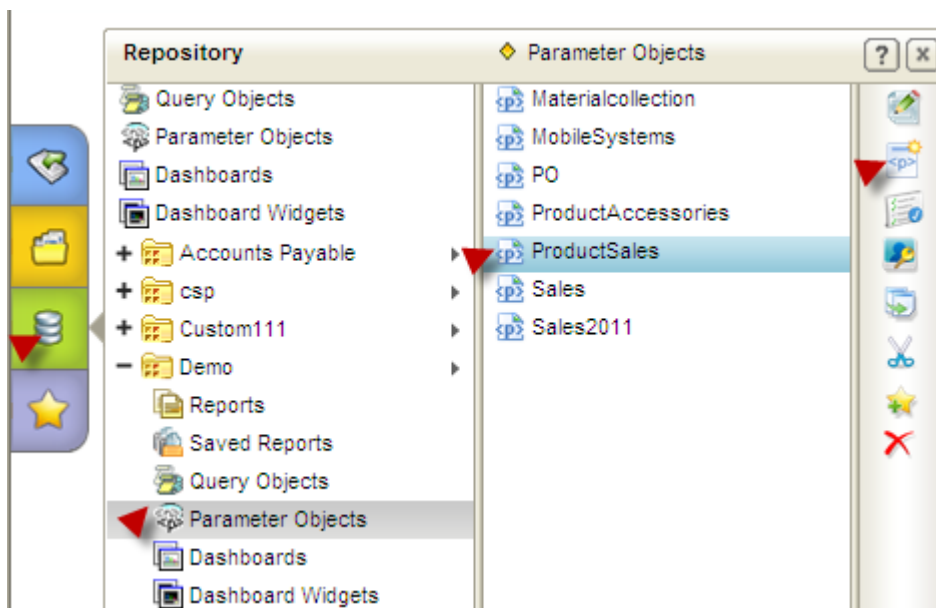 Repository
Parameter Objects
?
x
Query Objects
Parameter Objects
Dashboards
Dashboard Widgets
+ Accounts Payable
+ csp
+ Custom111
− Demo
Reports
Saved Reports
Query Objects
Parameter Objects
Dashboards
Dashboard Widgets
<p> Materialcollection
<p> MobileSystems
<p> PO
<p> ProductAccessories
<p> ProductSales
<p> Sales
<p> Sales2011
<p>